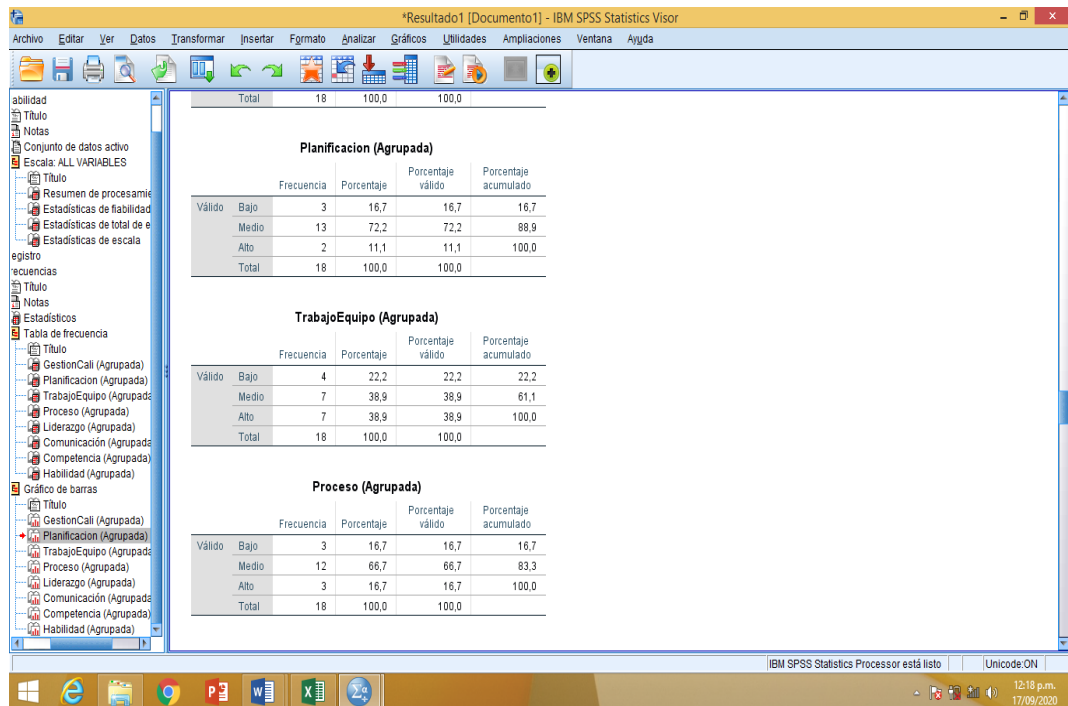 *Resultado1 [Documento1] - IBM SPSS Statistics Visor
Archivo Editar Ver Datos Transformar Insertar Formato Analizar Gráficos Utilidades Ampliaciones Ventana Ayuda
abilidad
Título
Notas
Conjunto de datos activo
Escala: ALL VARIABLES
Título
Resumen de procesamie
Estadísticas de fiabilidad
Estadísticas de total de e
Estadísticas de escala
egistro
recuencias
Título
Notas
Estadísticos
Tabla de frecuencia
Título
GestionCali (Agrupada)
Planificacion (Agrupada)
TrabajoEquipo (Agrupada
Proceso (Agrupada)
Liderazgo (Agrupada)
Comunicación (Agrupada
Competencia (Agrupada)
Habilidad (Agrupada)
Gráfico de barras
Título
GestionCali (Agrupada)
Planificacion (Agrupada)
TrabajoEquipo (Agrupada
Proceso (Agrupada)
Liderazgo (Agrupada)
Comunicación (Agrupada
Competencia (Agrupada)
Habilidad (Agrupada)
Total 18 100,0 100,0
Planificacion (Agrupada)
Frecuencia Porcentaje Porcentaje válido Porcentaje acumulado
Válido Bajo 3 16,7 16,7 16,7
Medio 13 72,2 72,2 88,9
Alto 2 11,1 11,1 100,0
Total 18 100,0 100,0
TrabajoEquipo (Agrupada)
Frecuencia Porcentaje Porcentaje válido Porcentaje acumulado
Válido Bajo 4 22,2 22,2 22,2
Medio 7 38,9 38,9 61,1
Alto 7 38,9 38,9 100,0
Total 18 100,0 100,0
Proceso (Agrupada)
Frecuencia Porcentaje Porcentaje válido Porcentaje acumulado
Válido Bajo 3 16,7 16,7 16,7
Medio 12 66,7 66,7 83,3
Alto 3 16,7 16,7 100,0
Total 18 100,0 100,0
IBM SPSS Statistics Processor está listo Unicode:ON
12:18 p.m.
17/09/2020